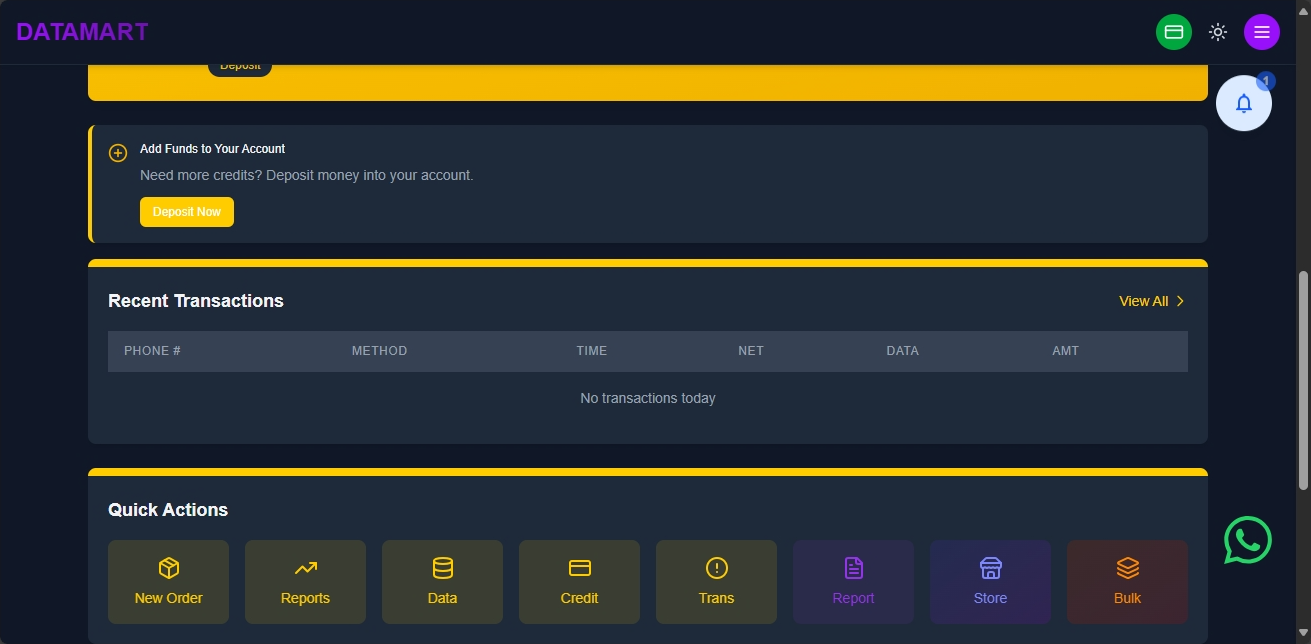 DATAMART
Deposit
1
Add Funds to Your Account
Need more credits? Deposit money into your account.
Deposit Now
Recent Transactions
View All
PHONE # METHOD TIME NET DATA AMT
No transactions today
Quick Actions
New Order Reports Data Credit Trans Report Store Bulk